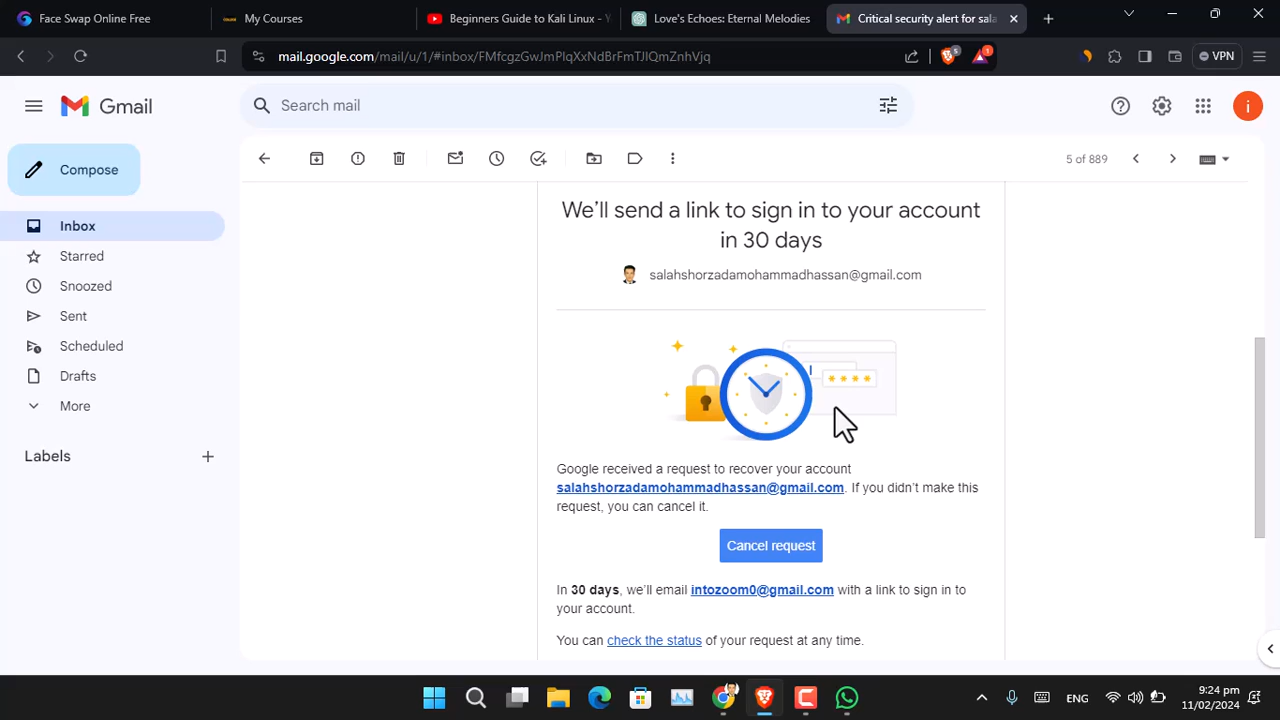 Face Swap Online Free
My Courses
Beginners Guide to Kali Linux - Y
Love's Echoes: Eternal Melodies
Critical security alert for sala
mail.google.com/mail/u/1/#inbox/FMfcgzGwJmPlqXxNdBrFmTJlQmZnhVjq
5
1
VPN
Gmail
Search mail
i
Compose
5 of 889
Inbox
Starred
Snoozed
Sent
Scheduled
Drafts
More
Labels
We'll send a link to sign in to your account
in 30 days
salahshorzadamohammadhassan@gmail.com
Google received a request to recover your account
salahshorzadamohammadhassan@gmail.com. If you didn't make this
request, you can cancel it.
Cancel request
In 30 days, we'll email intozoom0@gmail.com with a link to sign in to
your account.
You can check the status of your request at any time.
ENG
9:24 pm
11/02/2024